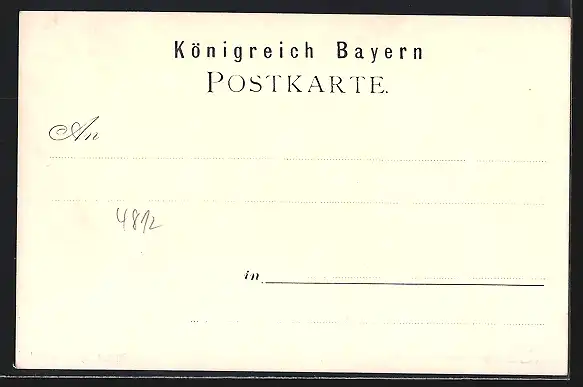 Königreich Bayern
POSTKARTE.
An
4812
in